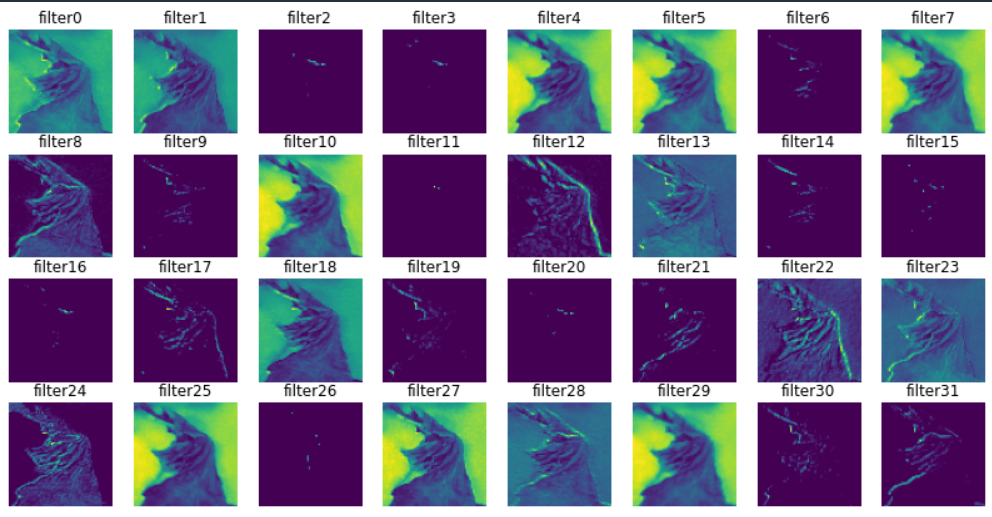 filter0 filter1 filter2 filter3 filter4 filter5 filter6 filter7
filter8 filter9 filter10 filter11 filter12 filter13 filter14 filter15
filter16 filter17 filter18 filter19 filter20 filter21 filter22 filter23
filter24 filter25 filter26 filter27 filter28 filter29 filter30 filter31